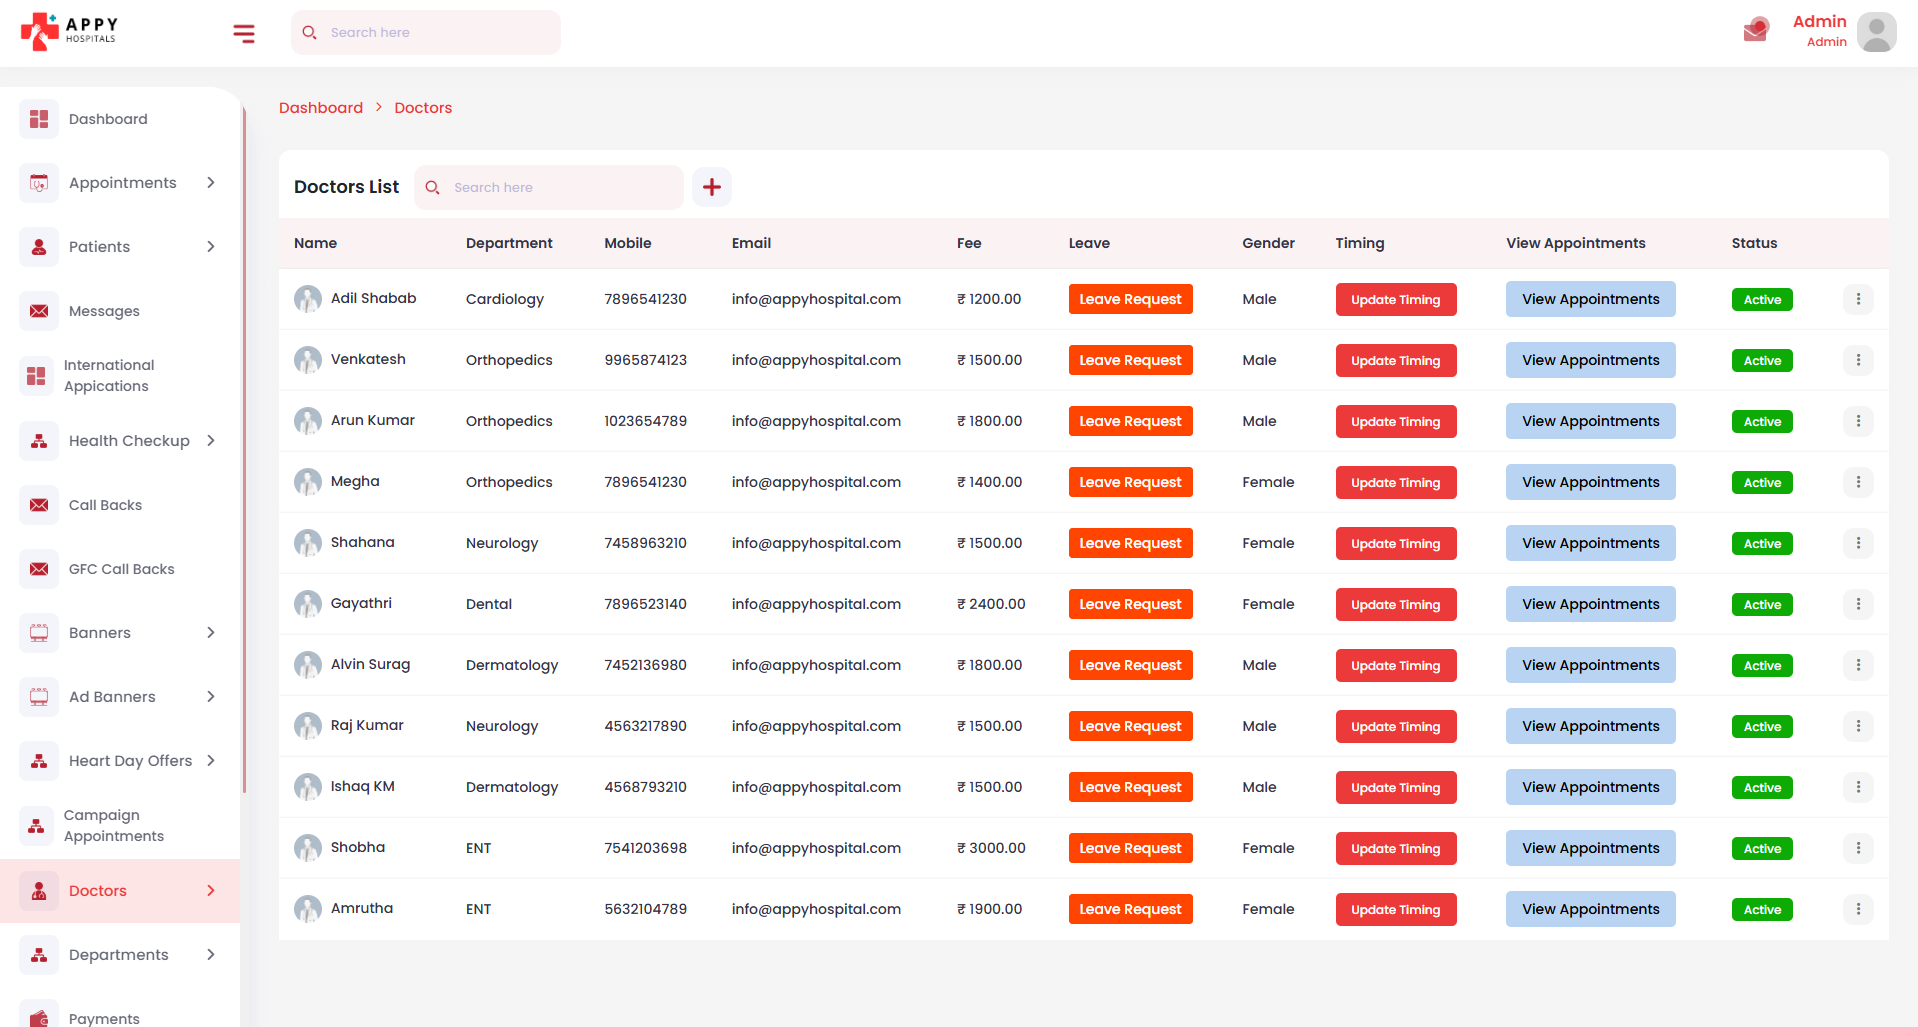 APPY
HOSPITALS
Search here
Admin
Admin
Dashboard
Appointments
Patients
Messages
International
Appications
Health Checkup
Call Backs
GFC Call Backs
Banners
Ad Banners
Heart Day Offers
Campaign
Appointments
Doctors
Departments
Payments
Dashboard > Doctors
Doctors List Search here +
Name Department Mobile Email Fee Leave Gender Timing View Appointments Status
Adil Shabab Cardiology 7896541230 info@appyhospital.com ₹ 1200.00 Leave Request Male Update Timing View Appointments Active
Venkatesh Orthopedics 9965874123 info@appyhospital.com ₹ 1500.00 Leave Request Male Update Timing View Appointments Active
Arun Kumar Orthopedics 1023654789 info@appyhospital.com ₹ 1800.00 Leave Request Male Update Timing View Appointments Active
Megha Orthopedics 7896541230 info@appyhospital.com ₹ 1400.00 Leave Request Female Update Timing View Appointments Active
Shahana Neurology 7458963210 info@appyhospital.com ₹ 1500.00 Leave Request Female Update Timing View Appointments Active
Gayathri Dental 7896523140 info@appyhospital.com ₹ 2400.00 Leave Request Female Update Timing View Appointments Active
Alvin Surag Dermatology 7452136980 info@appyhospital.com ₹ 1800.00 Leave Request Male Update Timing View Appointments Active
Raj Kumar Neurology 4563217890 info@appyhospital.com ₹ 1500.00 Leave Request Male Update Timing View Appointments Active
Ishaq KM Dermatology 4568793210 info@appyhospital.com ₹ 1500.00 Leave Request Male Update Timing View Appointments Active
Shobha ENT 7541203698 info@appyhospital.com ₹ 3000.00 Leave Request Female Update Timing View Appointments Active
Amrutha ENT 5632104789 info@appyhospital.com ₹ 1900.00 Leave Request Female Update Timing View Appointments Active